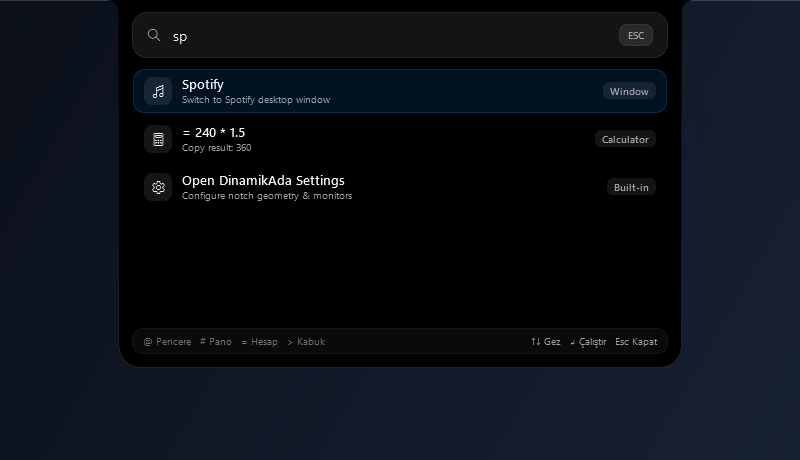 sp ESC
Spotify
Switch to Spotify desktop window
Window
= 240 * 1.5
Copy result: 360
Calculator
Open DinamikAda Settings
Configure notch geometry & monitors
Built-in
@ Pencere # Pano = Hesap > Kabuk ↑↓ Gez ↲ Çalıştır Esc Kapat